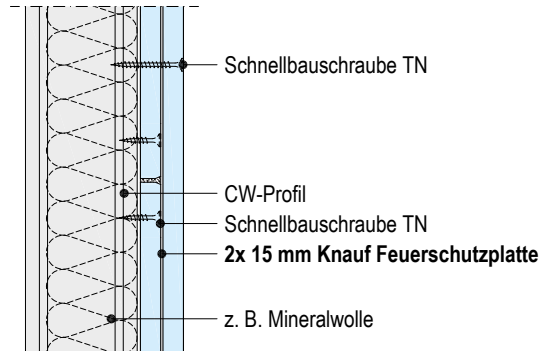 Schnellbauschraube TN
CW-Profil
Schnellbauschraube TN
2x 15 mm Knauf Feuerschutzplatte
z. B. Mineralwolle